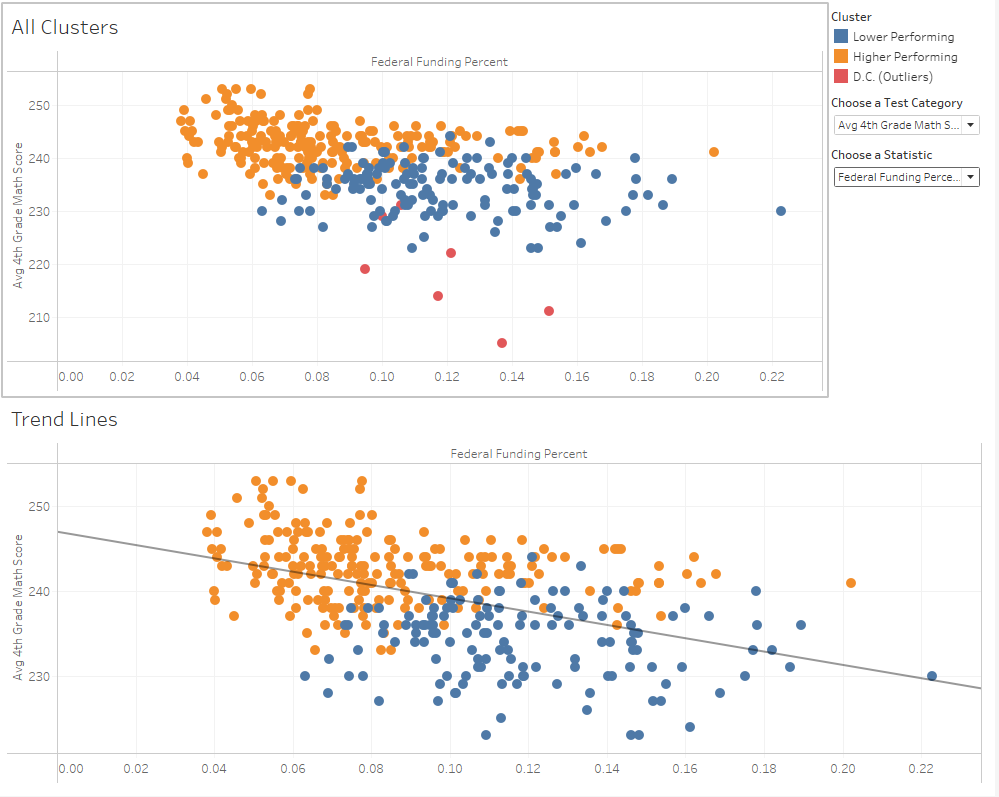 All Clusters
Federal Funding Percent
Avg 4th Grade Math Score
250
240
230
220
210
0.00 0.02 0.04 0.06 0.08 0.10 0.12 0.14 0.16 0.18 0.20 0.22
Cluster
Lower Performing
Higher Performing
D.C. (Outliers)
Choose a Test Category
Avg 4th Grade Math S...
Choose a Statistic
Federal Funding Perce...
Trend Lines
Federal Funding Percent
Avg 4th Grade Math Score
250
240
230
0.00 0.02 0.04 0.06 0.08 0.10 0.12 0.14 0.16 0.18 0.20 0.22